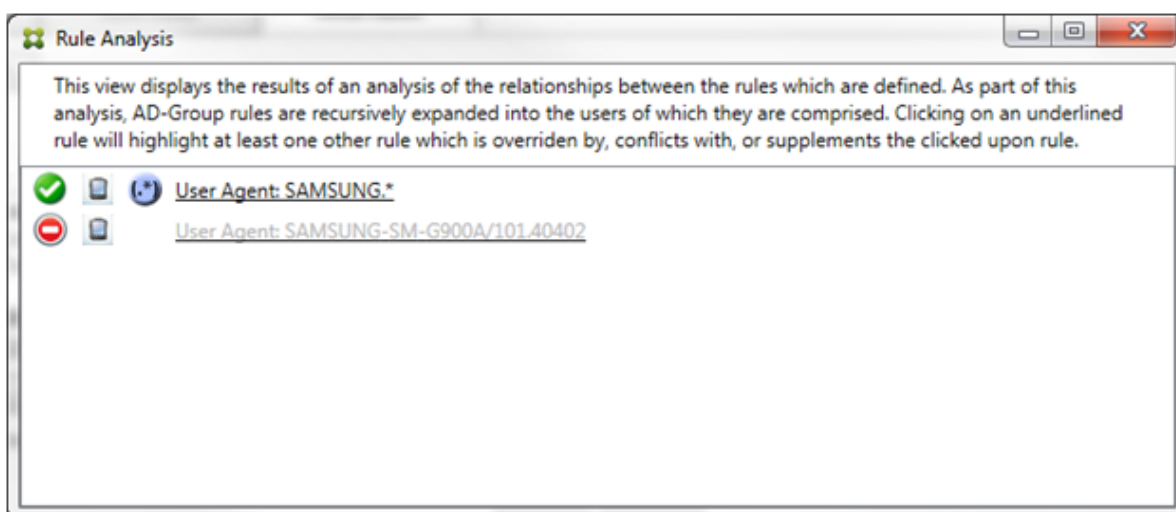 Rule Analysis
This view displays the results of an analysis of the relationships between the rules which are defined. As part of this
analysis, AD-Group rules are recursively expanded into the users of which they are comprised. Clicking on an underlined
rule will highlight at least one other rule which is overriden by, conflicts with, or supplements the clicked upon rule.
(.*) User Agent: SAMSUNG.*
User Agent: SAMSUNG-SM-G900A/101.40402